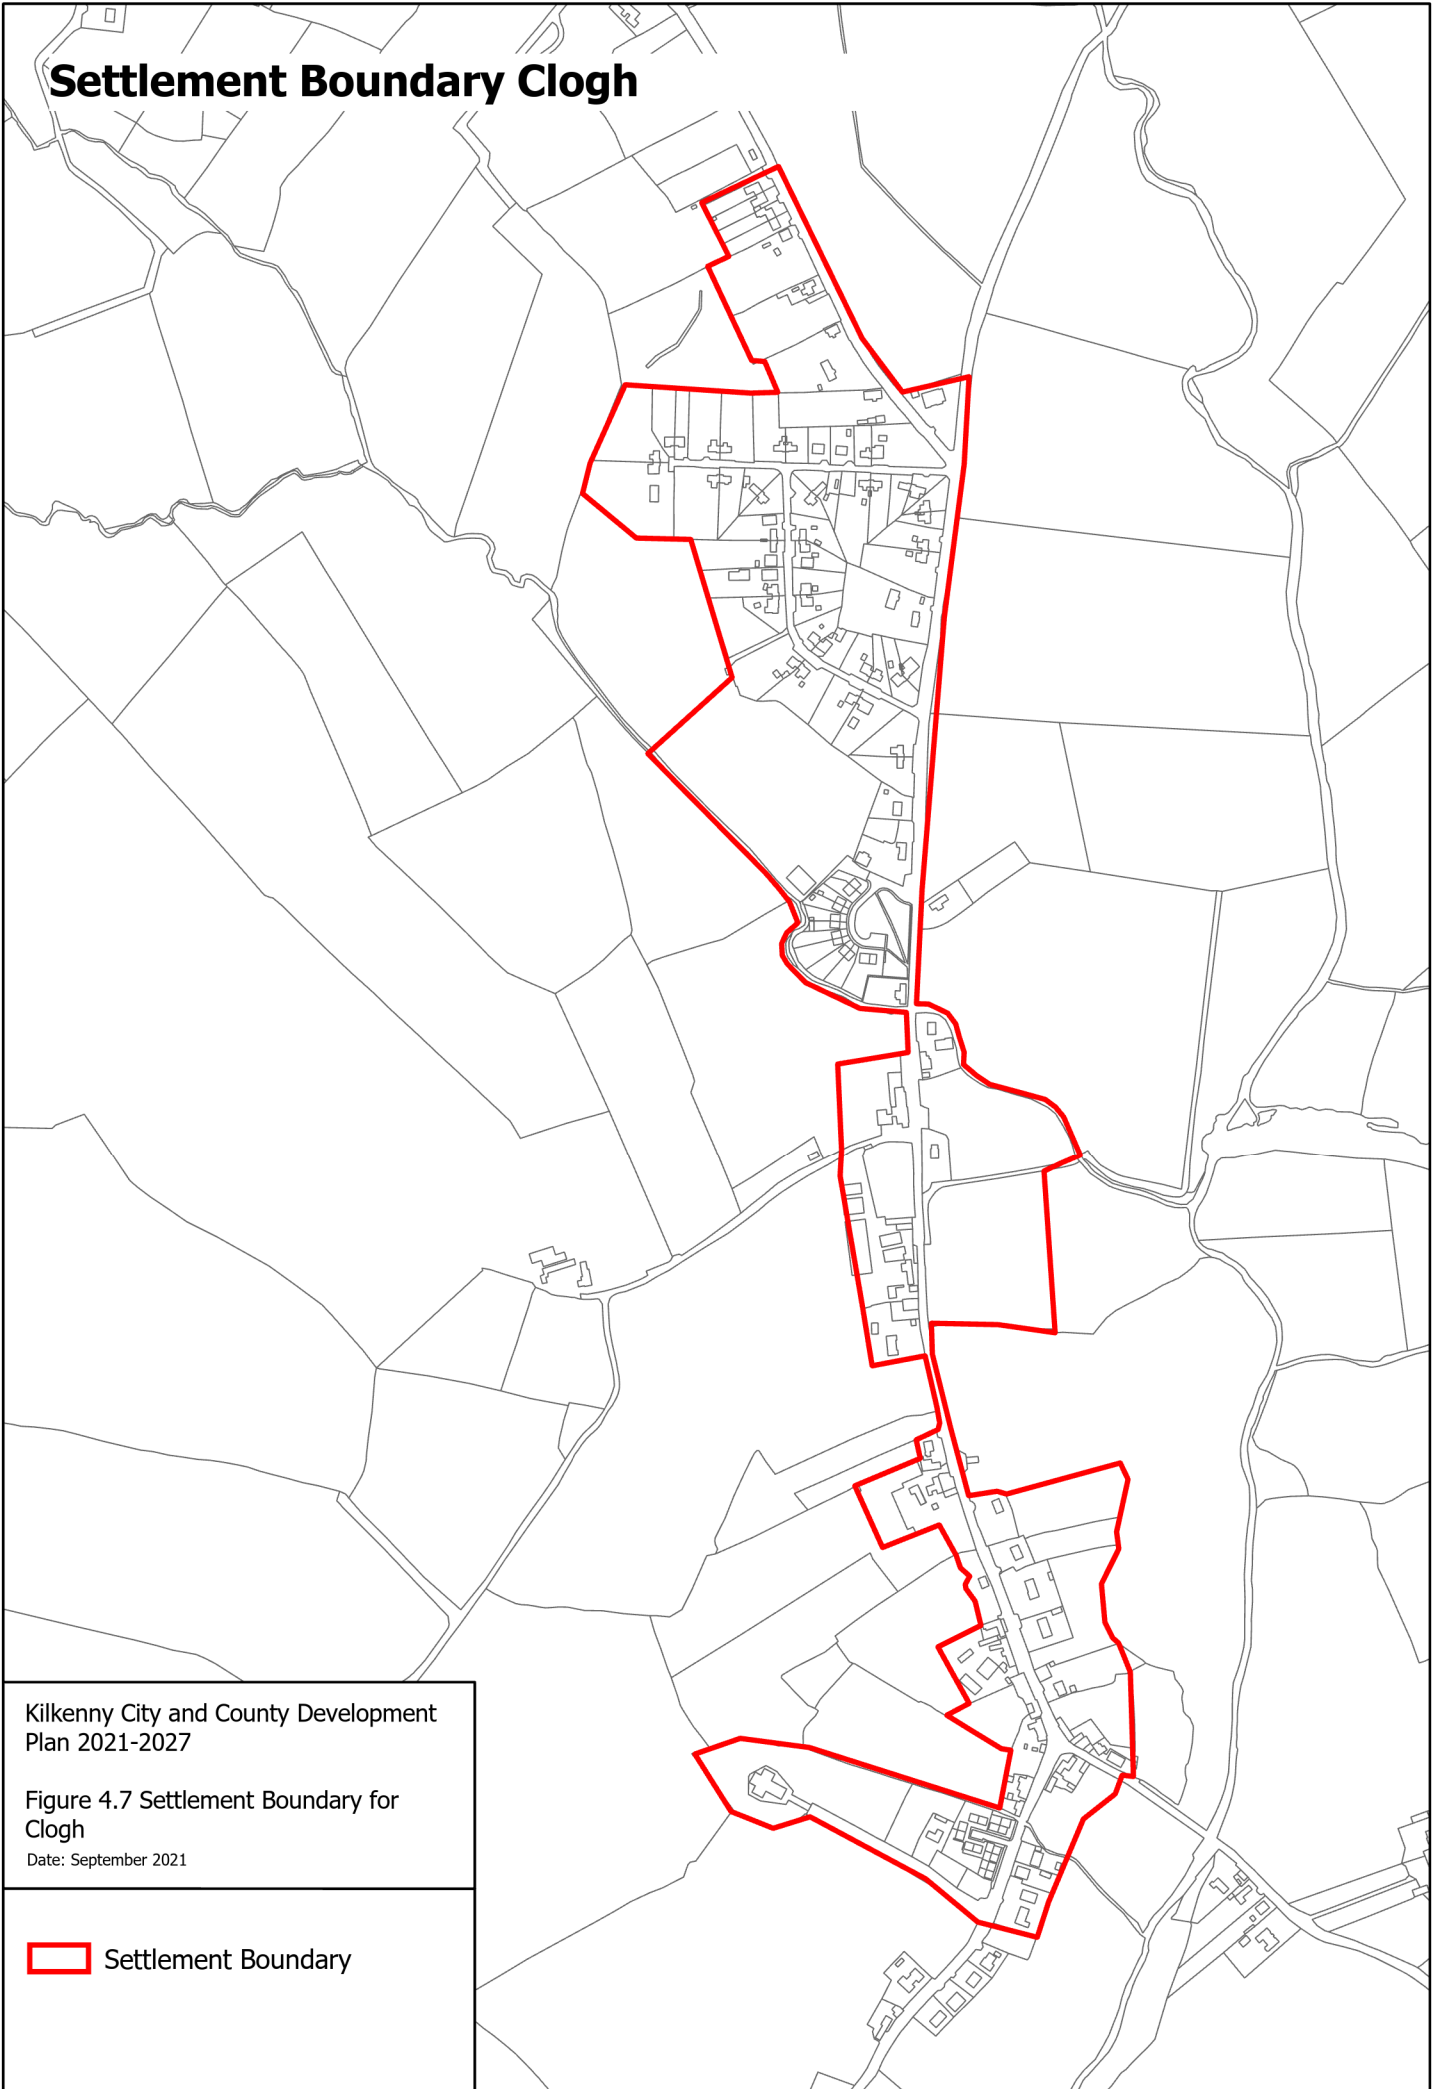 Settlement Boundary Clogh
Kilkenny City and County Development
Plan 2021-2027
Figure 4.7 Settlement Boundary for
Clogh
Date: September 2021
Settlement Boundary